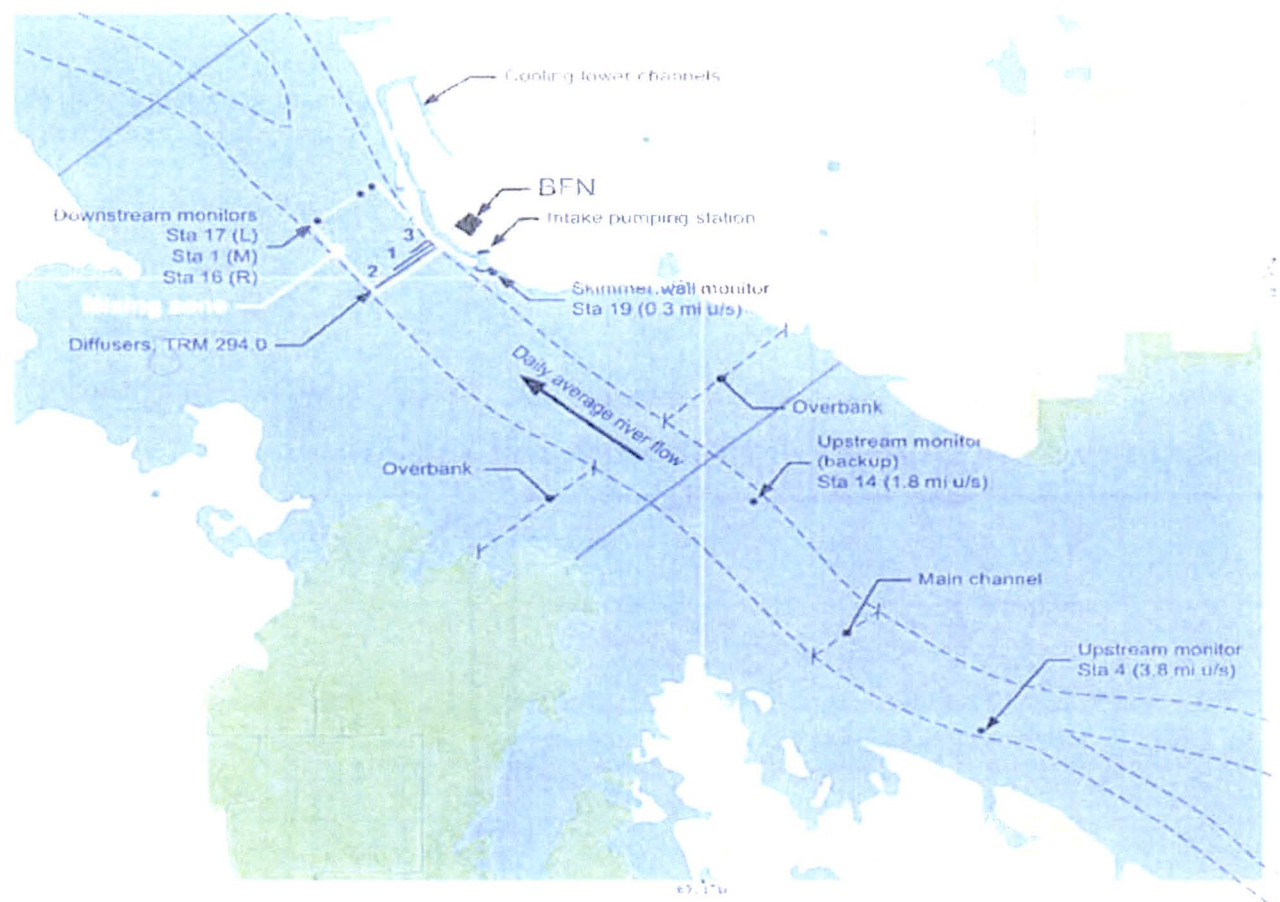 Cooling tower channels
BFN
Intake pumping station
Downstream monitors
Sta 17 (L)
Sta 1 (M)
Sta 16 (R)
3
1
2
Mixing zone
Skimmer wall monitor
Sta 19 (0.3 mi u/s)
Diffusers, TRM 294.0
Daily average river flow
Overbank
Upstream monitor
(backup)
Sta 14 (1.8 mi u/s)
Overbank
Main channel
Upstream monitor
Sta 4 (3.8 mi u/s)